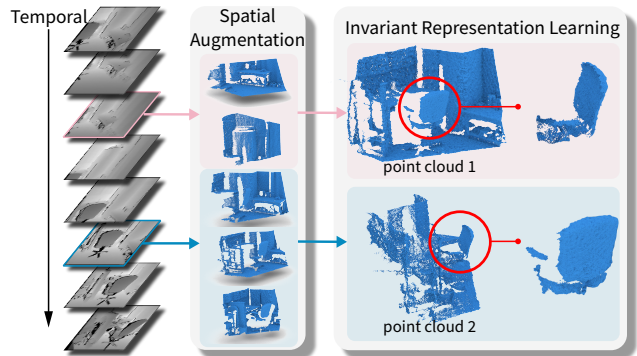 Temporal
Spatial
Augmentation
Invariant Representation Learning
point cloud 1
point cloud 2